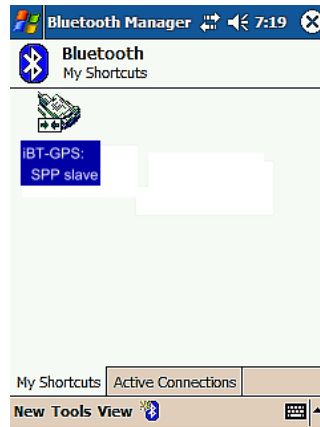 Bluetooth Manager 7:19
Bluetooth
My Shortcuts
iBT-GPS:
SPP slave
My Shortcuts Active Connections
New Tools View